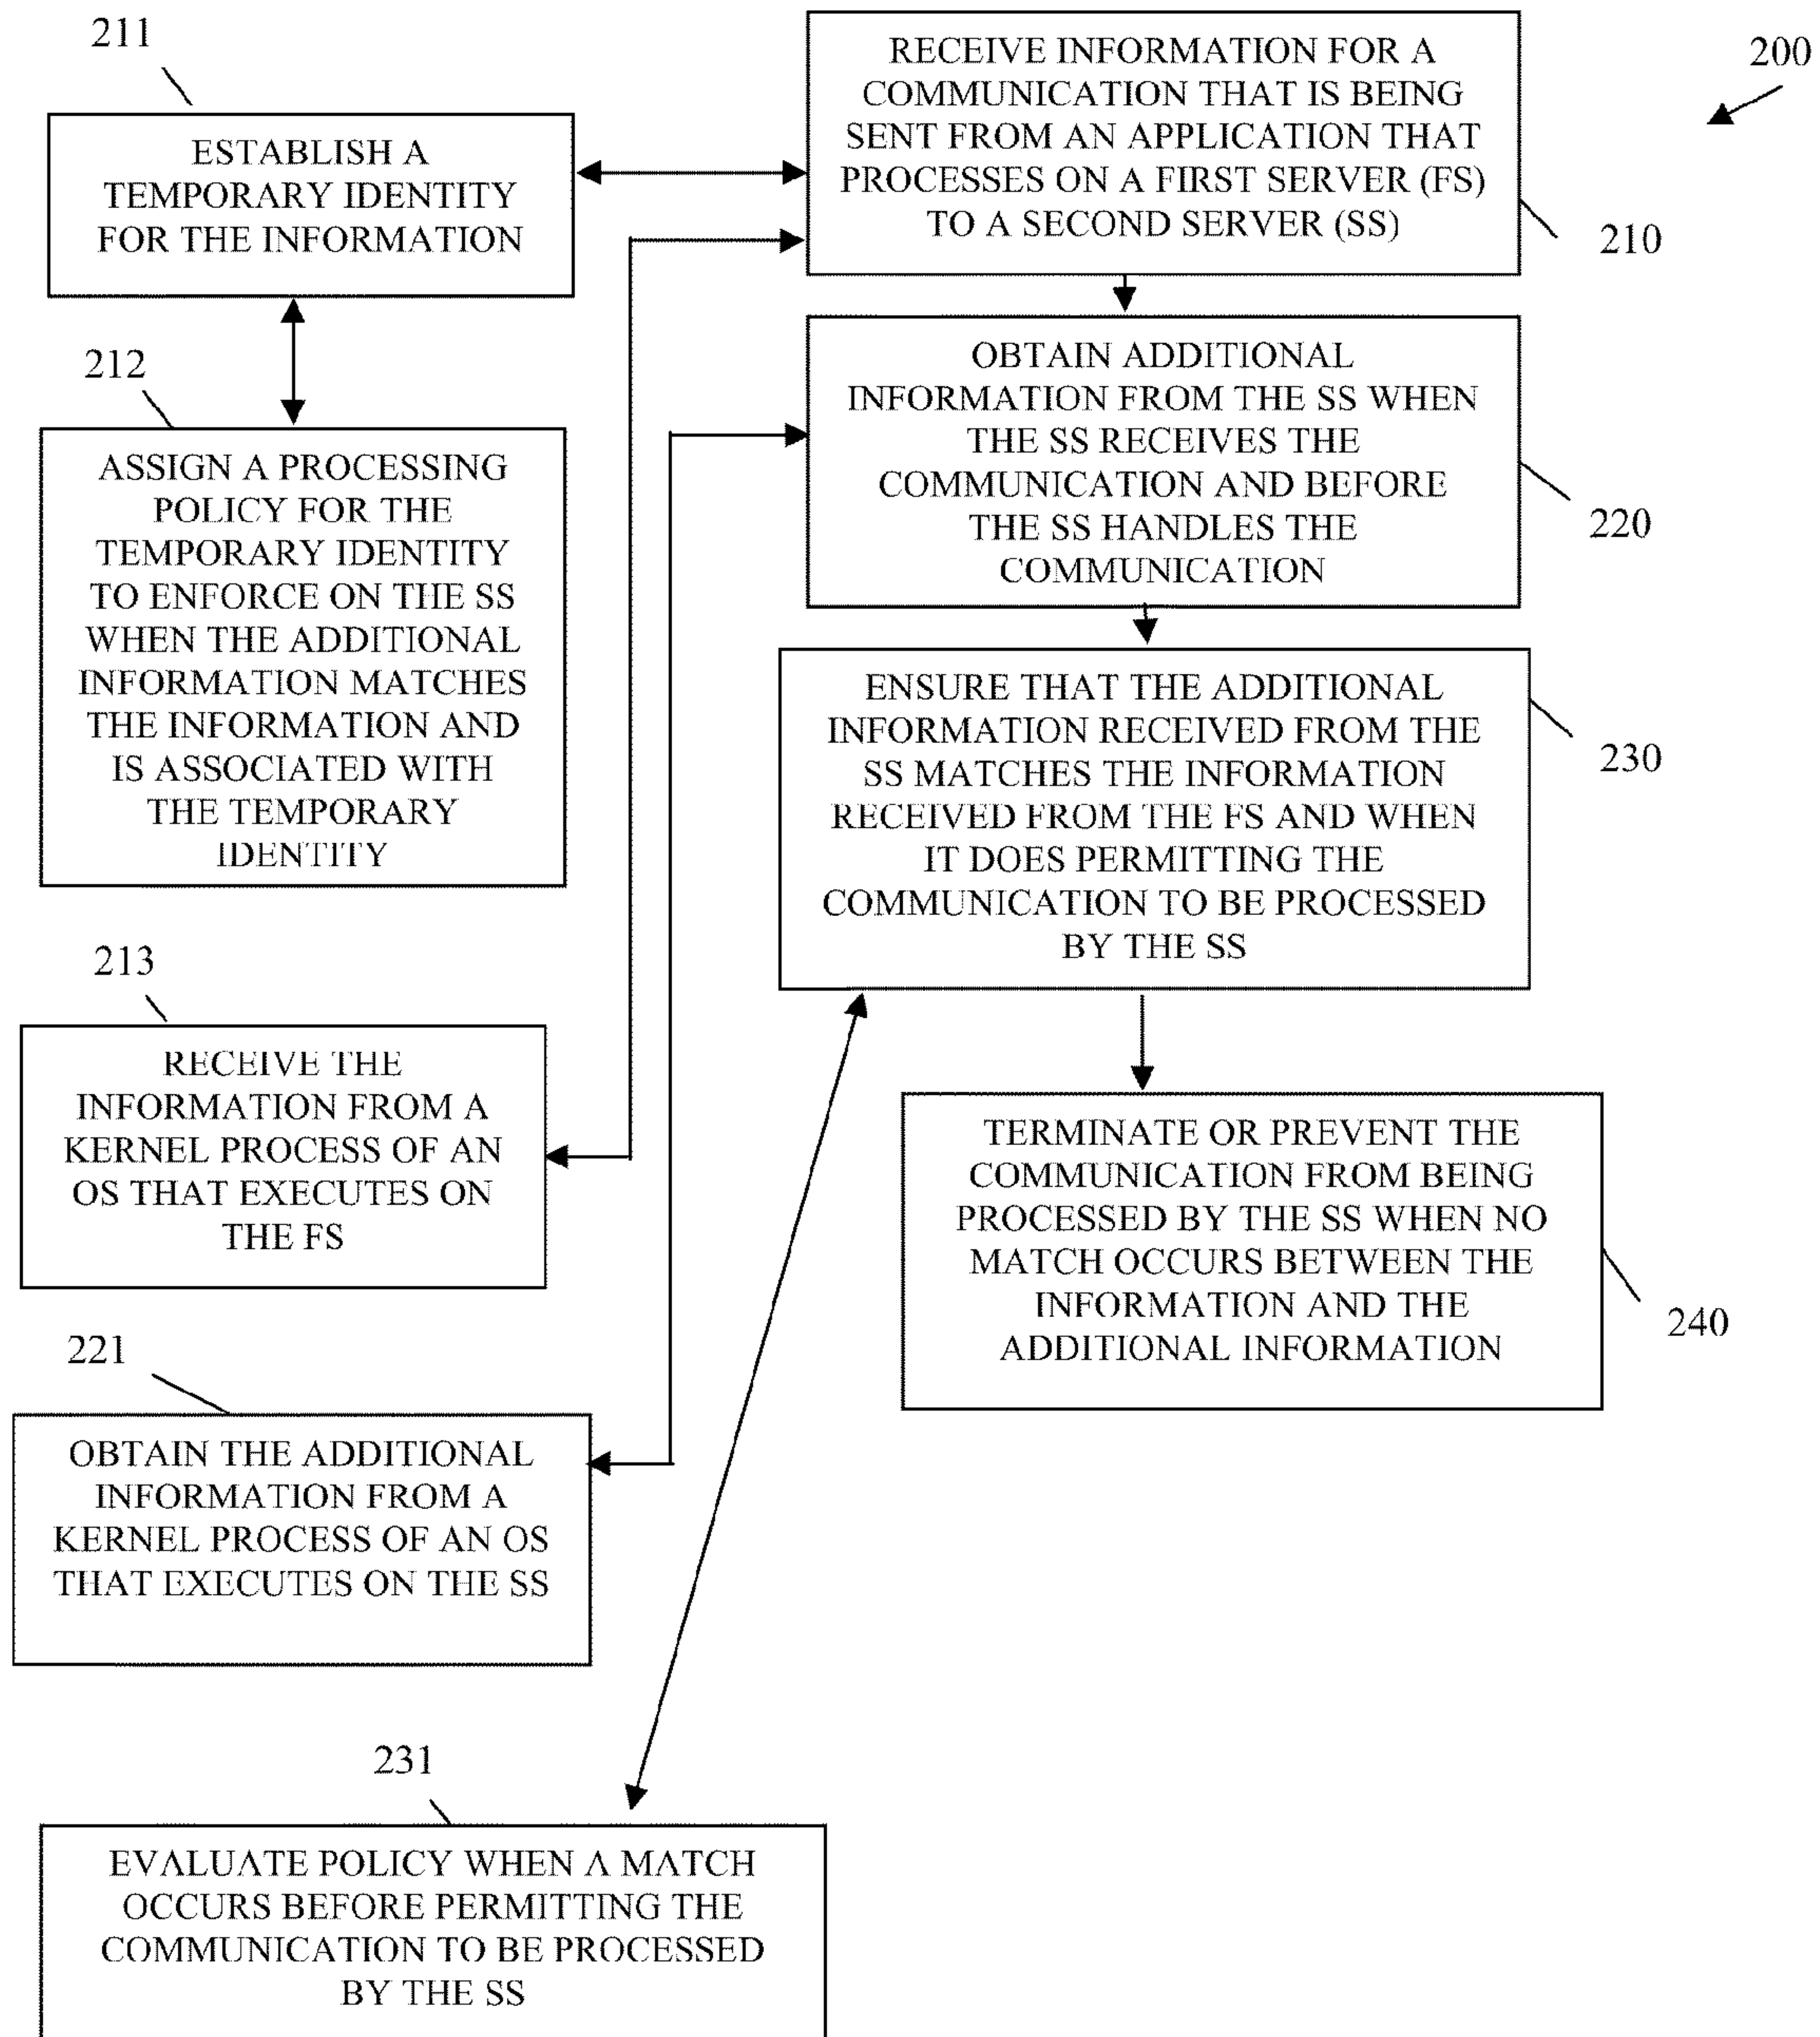 211
ESTABLISH A
TEMPORARY IDENTITY
FOR THE INFORMATION
RECEIVE INFORMATION FOR A
COMMUNICATION THAT IS BEING
SENT FROM AN APPLICATION THAT
PROCESSES ON A FIRST SERVER (FS)
TO A SECOND SERVER (SS)
200
210
212
ASSIGN A PROCESSING
POLICY FOR THE
TEMPORARY IDENTITY
TO ENFORCE ON THE SS
WHEN THE ADDITIONAL
INFORMATION MATCHES
THE INFORMATION AND
IS ASSOCIATED WITH
THE TEMPORARY
IDENTITY
OBTAIN ADDITIONAL
INFORMATION FROM THE SS WHEN
THE SS RECEIVES THE
COMMUNICATION AND BEFORE
THE SS HANDLES THE
COMMUNICATION
220
ENSURE THAT THE ADDITIONAL
INFORMATION RECEIVED FROM THE
SS MATCHES THE INFORMATION
RECEIVED FROM THE FS AND WHEN
IT DOES PERMITTING THE
COMMUNICATION TO BE PROCESSED
BY THE SS
230
213
RECEIVE THE
INFORMATION FROM A
KERNEL PROCESS OF AN
OS THAT EXECUTES ON
THE FS
TERMINATE OR PREVENT THE
COMMUNICATION FROM BEING
PROCESSED BY THE SS WHEN NO
MATCH OCCURS BETWEEN THE
INFORMATION AND THE
ADDITIONAL INFORMATION
240
221
OBTAIN THE ADDITIONAL
INFORMATION FROM A
KERNEL PROCESS OF AN OS
THAT EXECUTES ON THE SS
231
EVALUATE POLICY WHEN A MATCH
OCCURS BEFORE PERMITTING THE
COMMUNICATION TO BE PROCESSED
BY THE SS